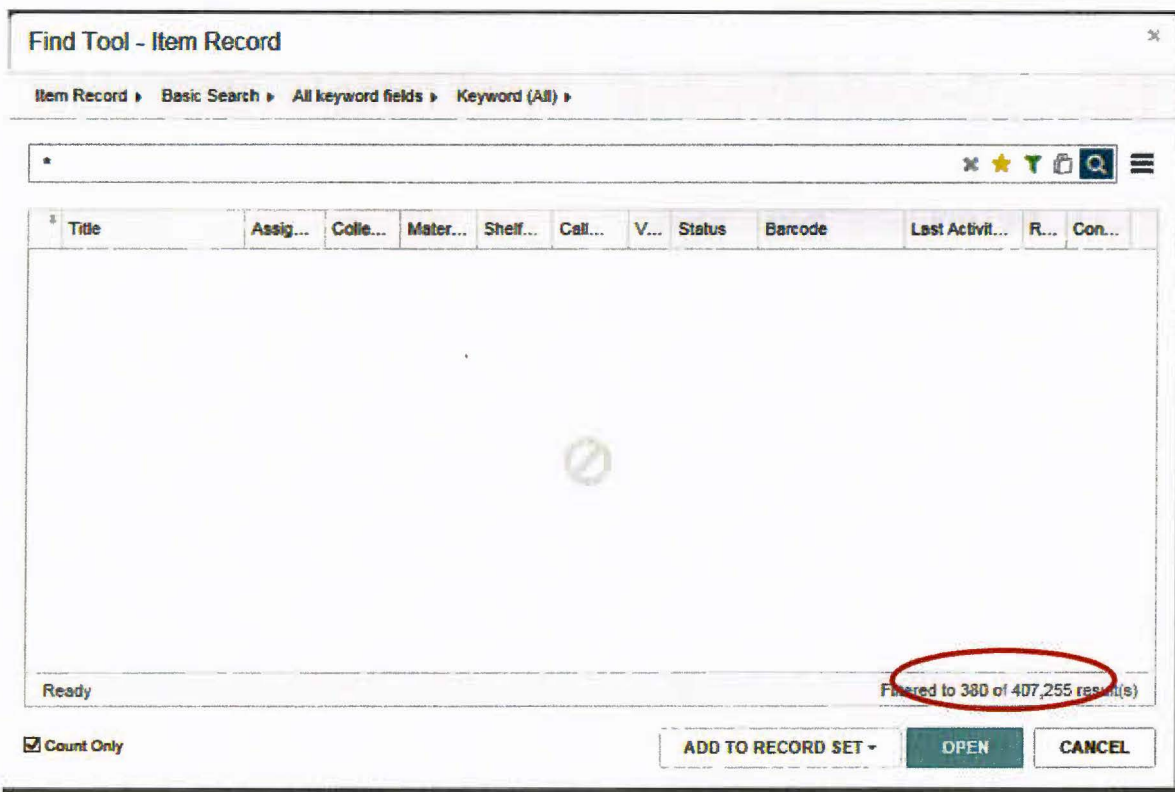 Find Tool - Item Record
Item Record ▸ Basic Search ▸ All keyword fields ▸ Keyword (All) ▸
*
Title Assig... Colle... Mater... Shelf... Call... V... Status Barcode Last Activit... R... Con...
Ready Filtered to 380 of 407,255 result(s)
Count Only ADD TO RECORD SET OPEN CANCEL